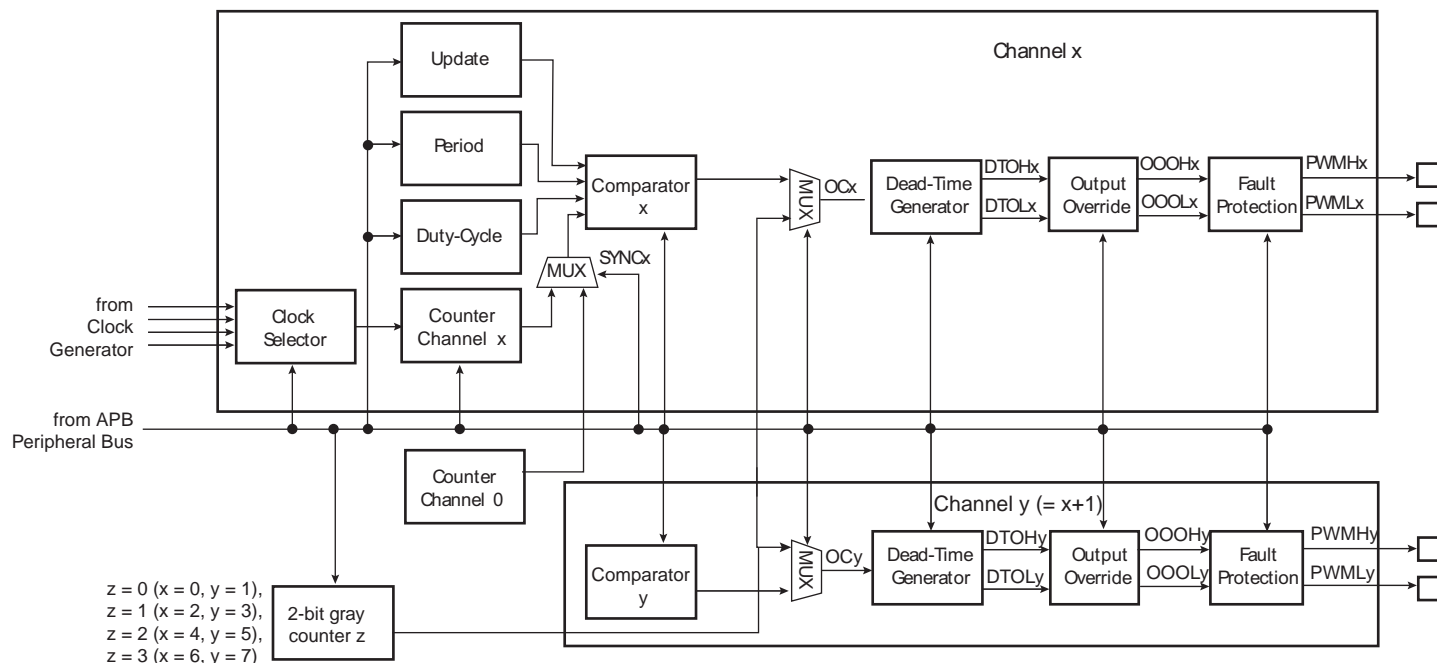 Channel x
Update
Period
Comparator
x
Duty-Cycle
MUX
SYNCx
MUX
OCx
Dead-Time
Generator
DTOHx
DTOLx
Output
Override
OOOHx
OOOLx
Fault
Protection
PWMHx
PWMLx
from
Clock
Generator
Clock
Selector
Counter
Channel x
from APB
Peripheral Bus
Counter
Channel 0
Channel y (= x+1)
Comparator
y
MUX
OCy
Dead-Time
Generator
DTOHy
DTOLy
Output
Override
OOOHy
OOOLy
Fault
Protection
PWMHy
PWMLy
z = 0 (x = 0, y = 1),
z = 1 (x = 2, y = 3),
z = 2 (x = 4, y = 5),
z = 3 (x = 6, y = 7)
2-bit gray
counter z